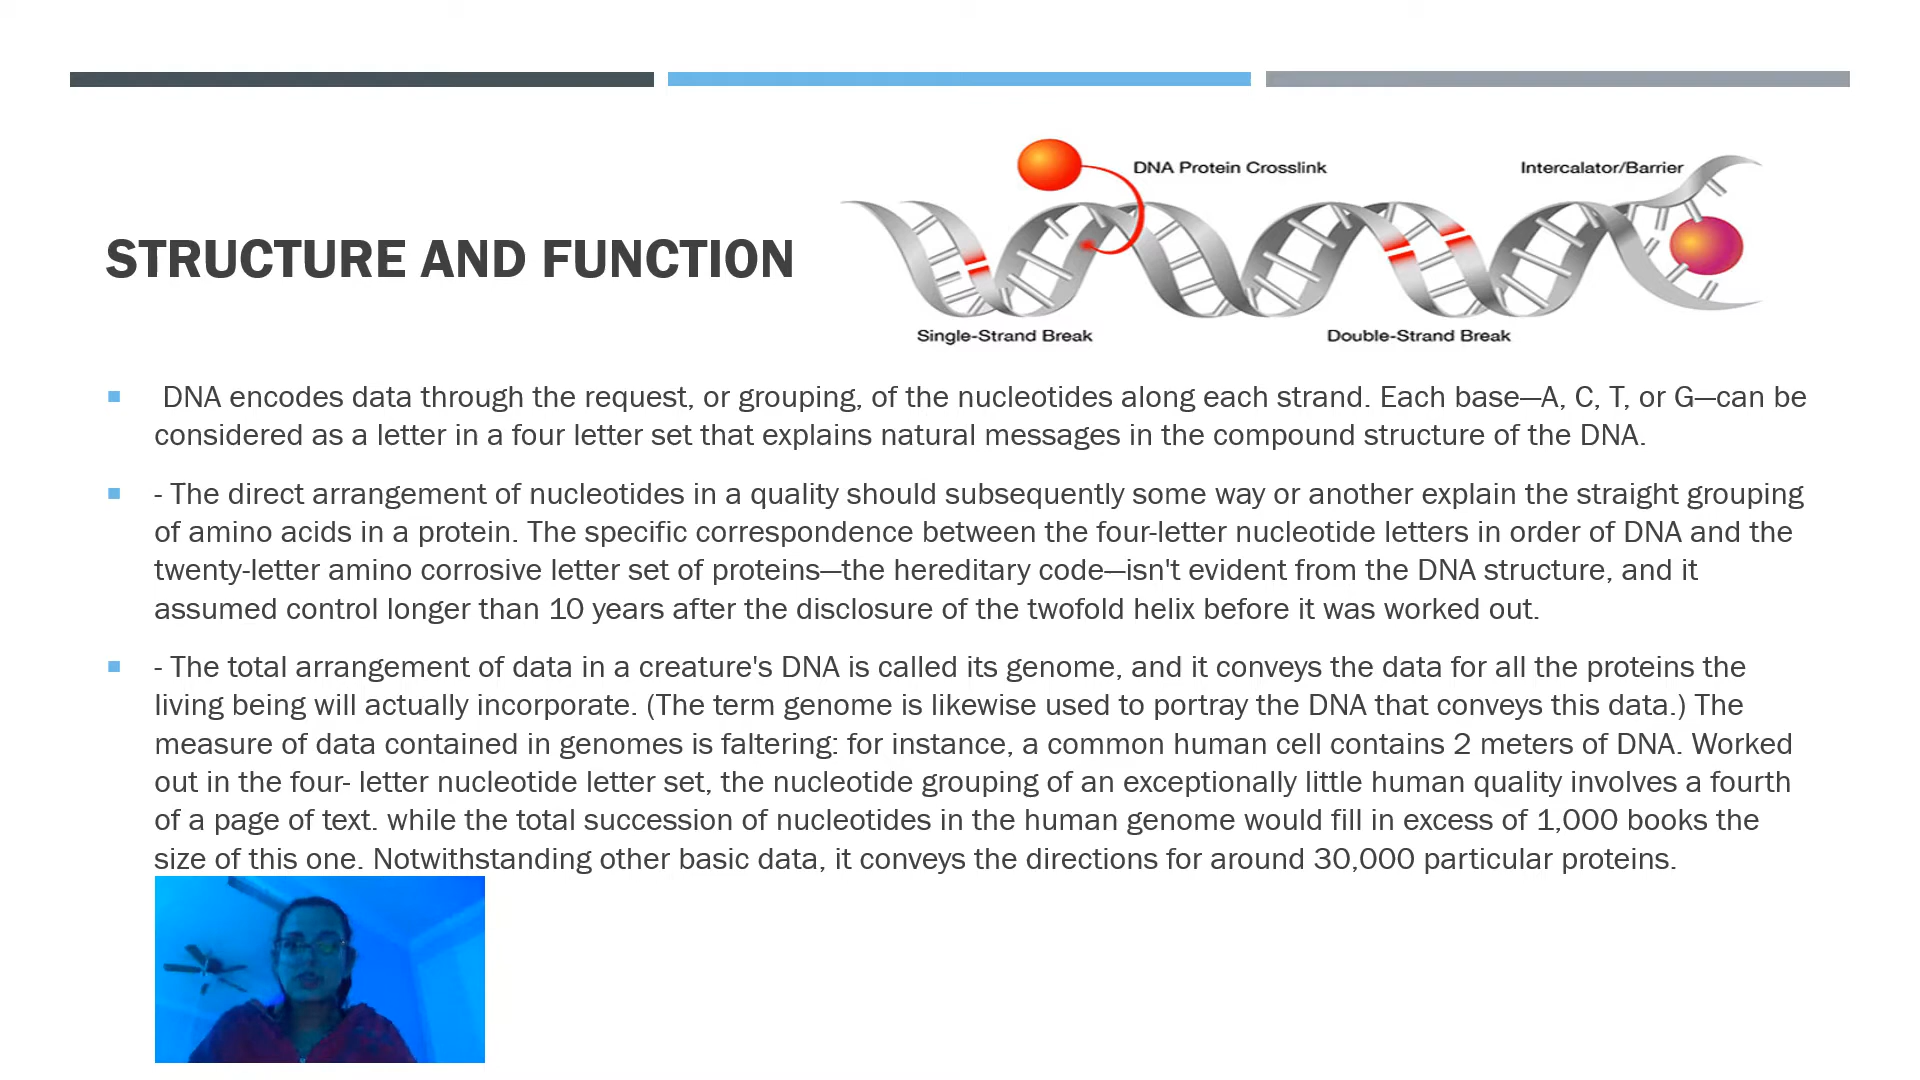 DNA Protein Crosslink
Intercalator/Barrier
STRUCTURE AND FUNCTION
Single-Strand Break
Double-Strand Break
DNA encodes data through the request, or grouping, of the nucleotides along each strand. Each base—A, C, T, or G—can be
considered as a letter in a four letter set that explains natural messages in the compound structure of the DNA.
- The direct arrangement of nucleotides in a quality should subsequently some way or another explain the straight grouping
of amino acids in a protein. The specific correspondence between the four-letter nucleotide letters in order of DNA and the
twenty-letter amino corrosive letter set of proteins—the hereditary code—isn't evident from the DNA structure, and it
assumed control longer than 10 years after the disclosure of the twofold helix before it was worked out.
- The total arrangement of data in a creature's DNA is called its genome, and it conveys the data for all the proteins the
living being will actually incorporate. (The term genome is likewise used to portray the DNA that conveys this data.) The
measure of data contained in genomes is faltering: for instance, a common human cell contains 2 meters of DNA. Worked
out in the four- letter nucleotide letter set, the nucleotide grouping of an exceptionally little human quality involves a fourth
of a page of text. while the total succession of nucleotides in the human genome would fill in excess of 1,000 books the
size of this one. Notwithstanding other basic data, it conveys the directions for around 30,000 particular proteins.